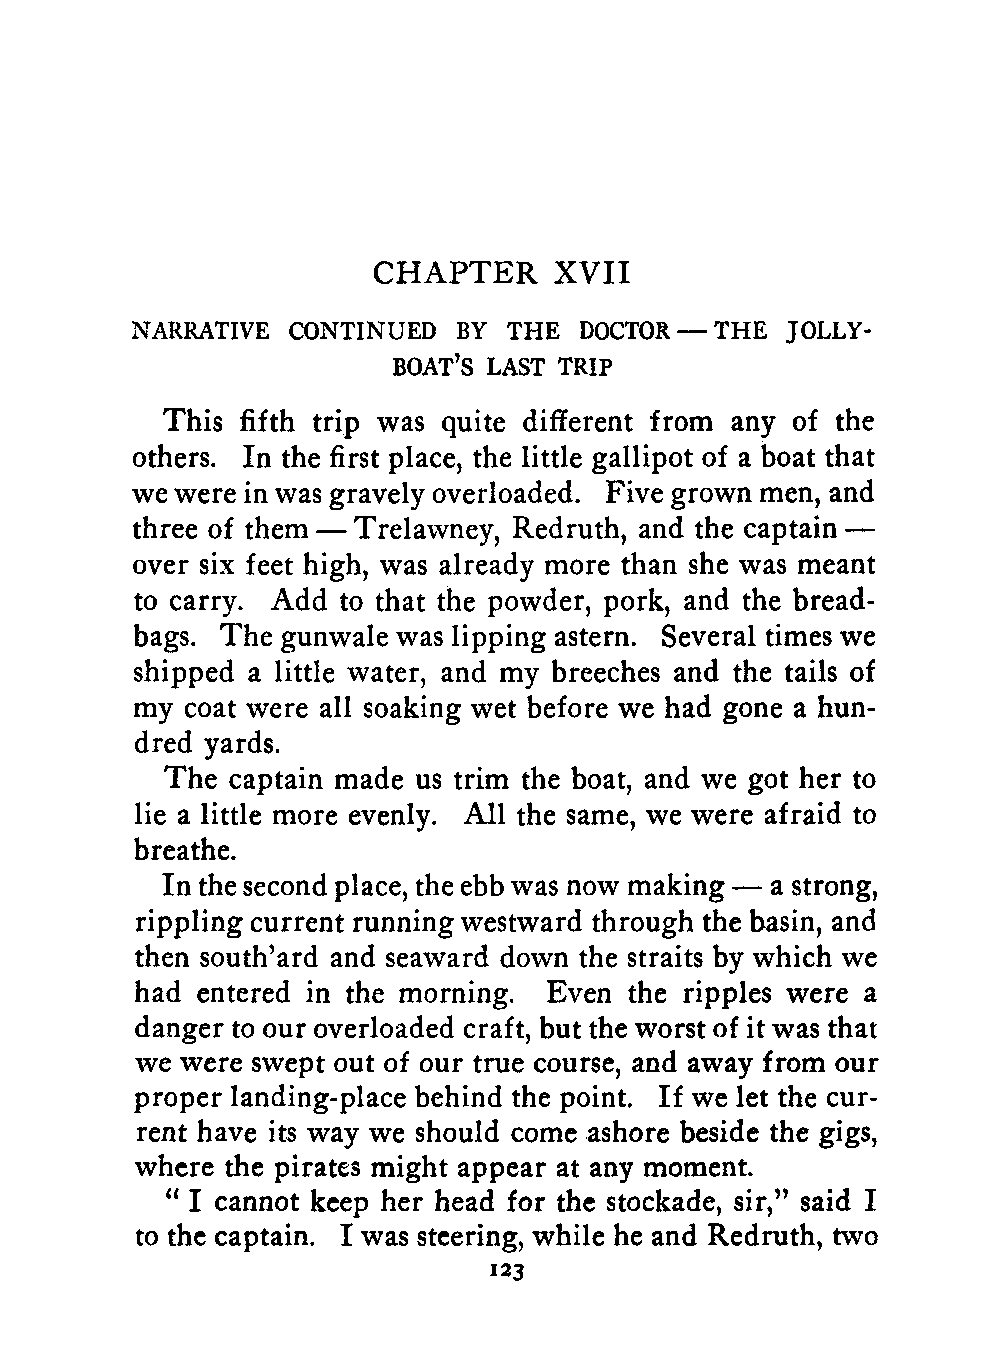 CHAPTER XVII
NARRATIVE CONTINUED BY THE DOCTOR — THE JOLLY-
BOAT'S LAST TRIP
This fifth trip was quite different from any of the
others. In the first place, the little gallipot of a boat that
we were in was gravely overloaded. Five grown men, and
three of them — Trelawney, Redruth, and the captain —
over six feet high, was already more than she was meant
to carry. Add to that the powder, pork, and the bread-
bags. The gunwale was lipping astern. Several times we
shipped a little water, and my breeches and the tails of
my coat were all soaking wet before we had gone a hun-
dred yards.
The captain made us trim the boat, and we got her to
lie a little more evenly. All the same, we were afraid to
breathe.
In the second place, the ebb was now making — a strong,
rippling current running westward through the basin, and
then south'ard and seaward down the straits by which we
had entered in the morning. Even the ripples were a
danger to our overloaded craft, but the worst of it was that
we were swept out of our true course, and away from our
proper landing-place behind the point. If we let the cur-
rent have its way we should come ashore beside the gigs,
where the pirates might appear at any moment.
" I cannot keep her head for the stockade, sir," said I
to the captain. I was steering, while he and Redruth, two
123